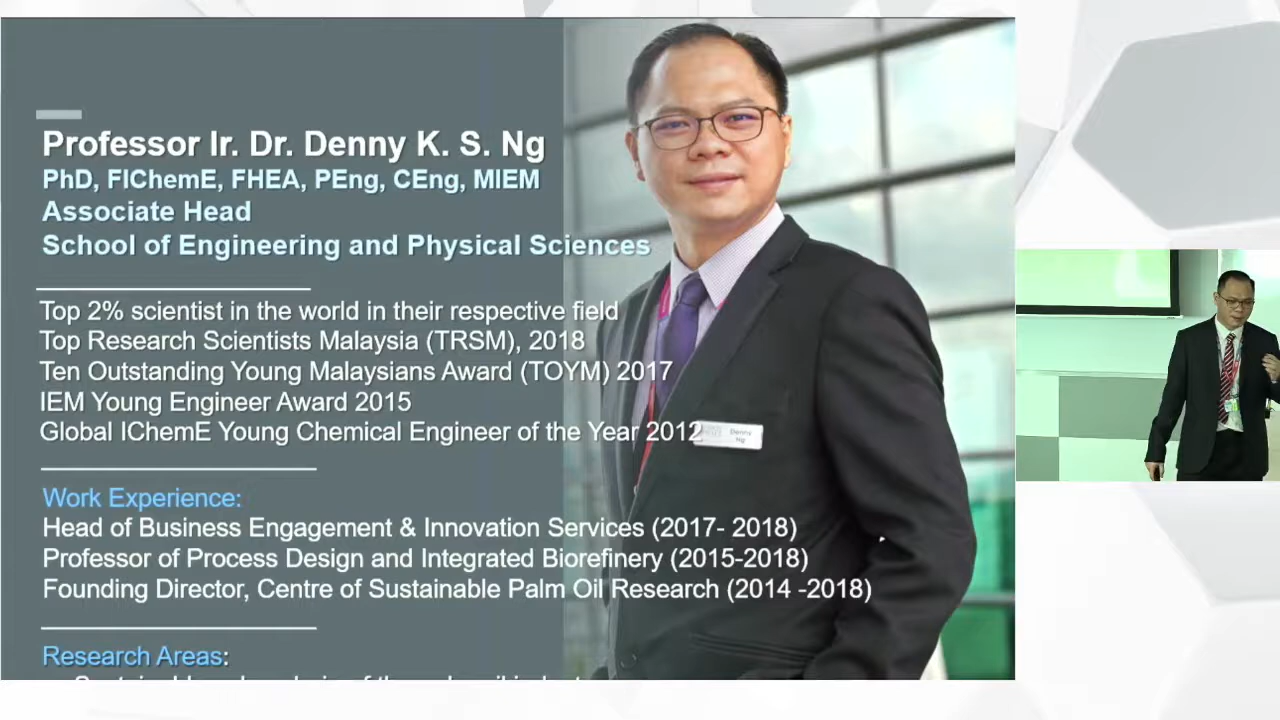 Professor Ir. Dr. Denny K. S. Ng
PhD, FIChemE, FHEA, PEng, CEng, MIEM
Associate Head
School of Engineering and Physical Sciences
Top 2% scientist in the world in their respective field
Top Research Scientists Malaysia (TRSM), 2018
Ten Outstanding Young Malaysians Award (TOYM) 2017
IEM Young Engineer Award 2015
Global IChemE Young Chemical Engineer of the Year 2012
Denny
Ng
Work Experience:
Head of Business Engagement & Innovation Services (2017- 2018)
Professor of Process Design and Integrated Biorefinery (2015-2018)
Founding Director, Centre of Sustainable Palm Oil Research (2014 -2018)
Research Areas: